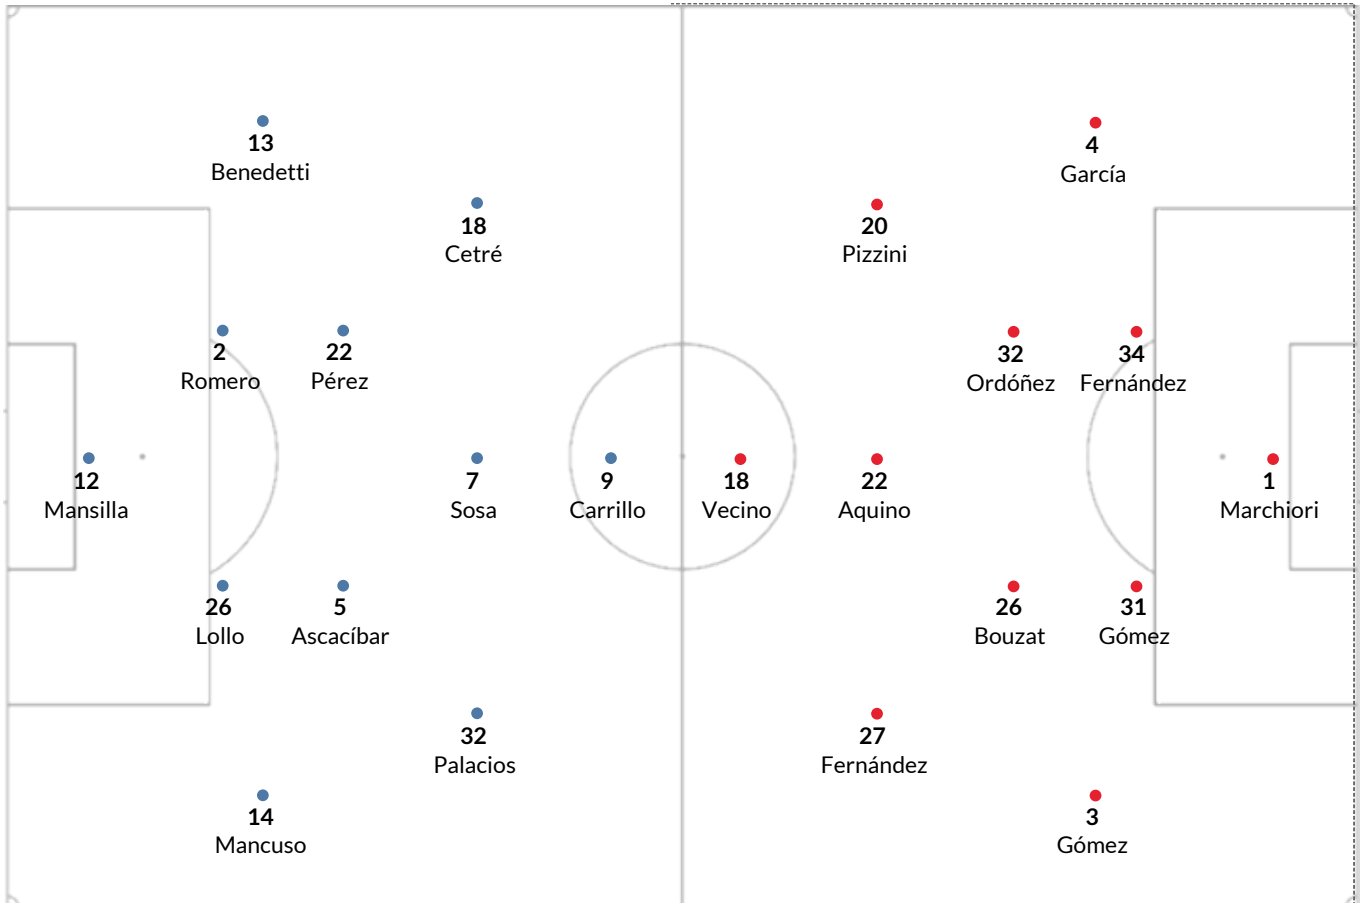 13
Benedetti
4
García
18
Cetré
20
Pizzini
2
Romero
22
Pérez
32
Ordóñez
34
Fernández
12
Mansilla
7
Sosa
9
Carrillo
18
Vecino
22
Aquino
1
Marchiori
26
Lollo
5
Ascacíbar
26
Bouzat
31
Gómez
32
Palacios
27
Fernández
14
Mancuso
3
Gómez